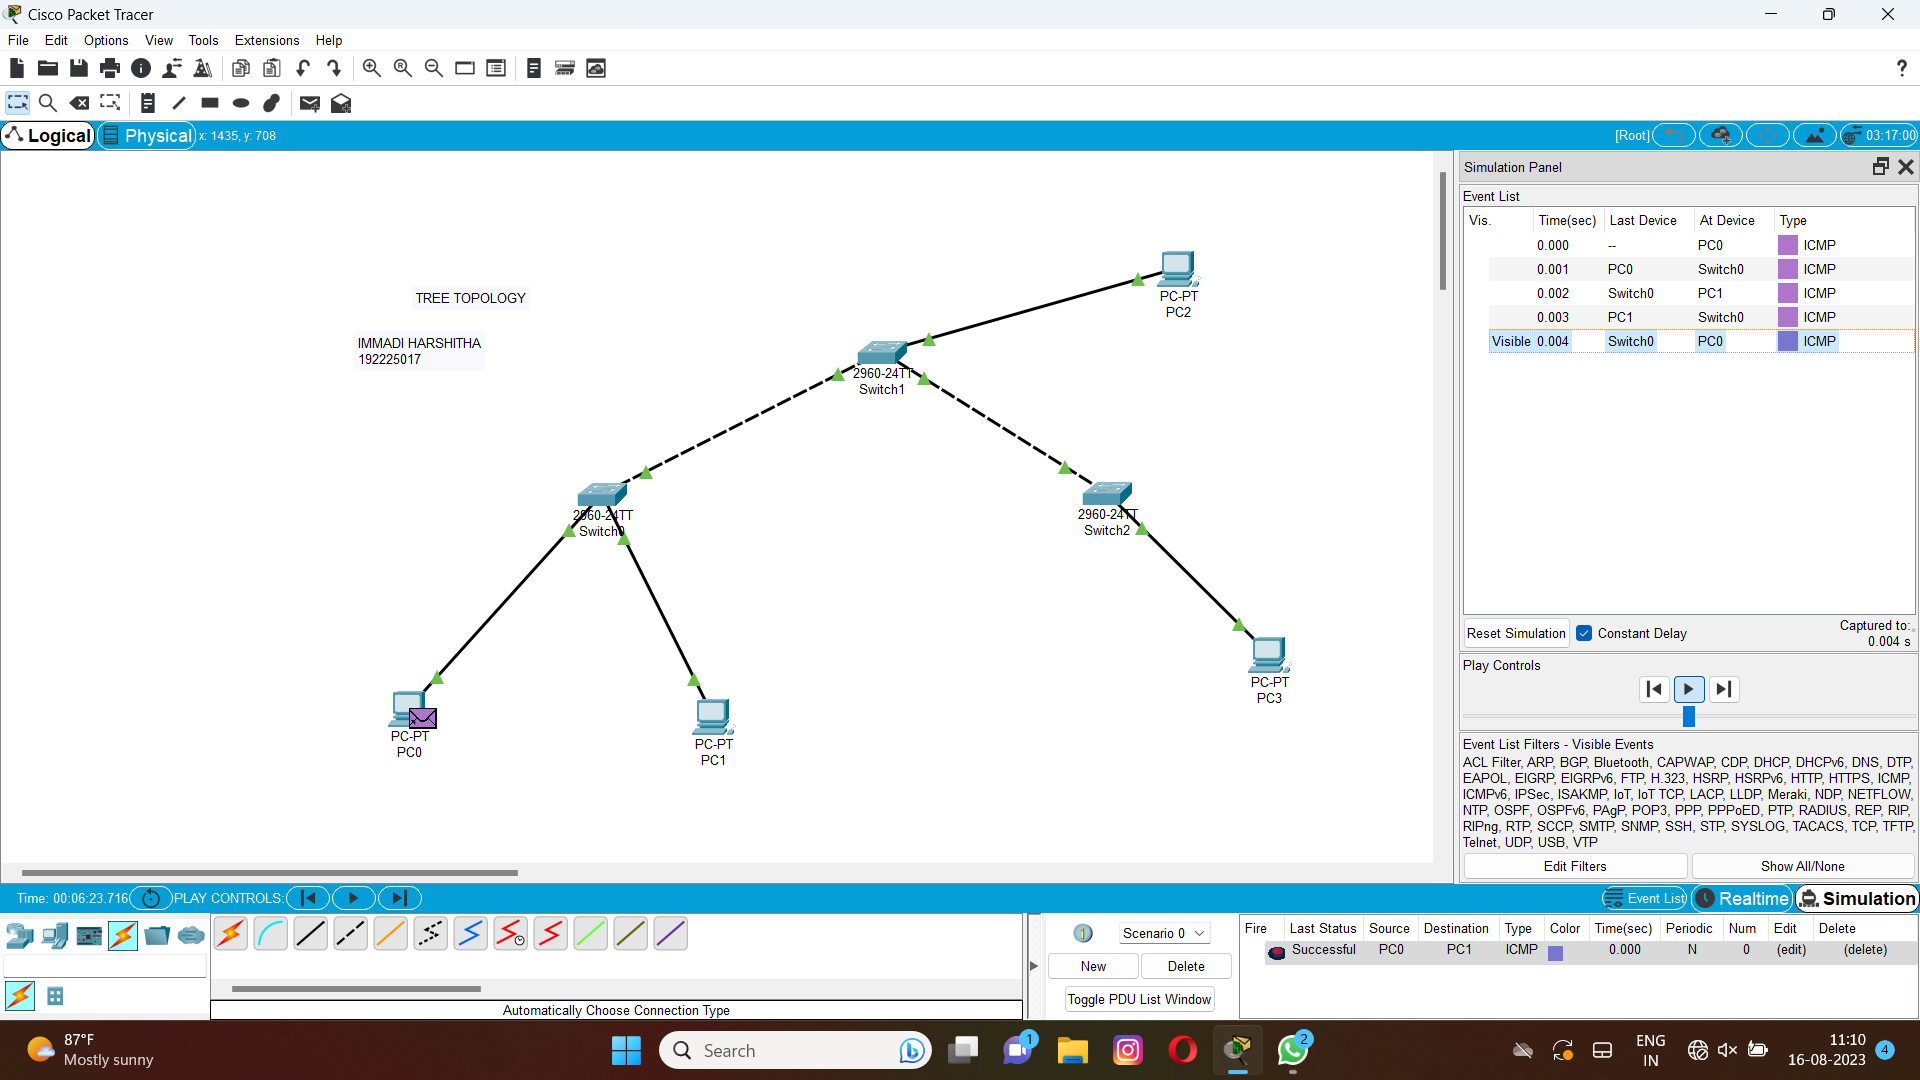 Cisco Packet Tracer
File Edit Options View Tools Extensions Help
Logical Physical x: 1435, y: 708 [Root] 03:17:00
TREE TOPOLOGY
IMMADI HARSHITHA
192225017
PC-PT
PC2
2960-24TT
Switch1
2960-24TT
Switch0
2960-24TT
Switch2
PC-PT
PC3
PC-PT
PC0
PC-PT
PC1
Simulation Panel
Event List
Vis. Time(sec) Last Device At Device Type
0.000 -- PC0 ICMP
0.001 PC0 Switch0 ICMP
0.002 Switch0 PC1 ICMP
0.003 PC1 Switch0 ICMP
Visible 0.004 Switch0 PC0 ICMP
Reset Simulation Constant Delay Captured to:
0.004 s
Play Controls
Event List Filters - Visible Events
ACL Filter, ARP, BGP, Bluetooth, CAPWAP, CDP, DHCP, DHCPv6, DNS, DTP,
EAPOL, EIGRP, EIGRPv6, FTP, H.323, HSRP, HSRPv6, HTTP, HTTPS, ICMP,
ICMPv6, IPSec, ISAKMP, IoT, IoT TCP, LACP, LLDP, Meraki, NDP, NETFLOW,
NTP, OSPF, OSPFv6, PAgP, POP3, PPP, PPPoED, PTP, RADIUS, REP, RIP,
RIPng, RTP, SCCP, SMTP, SNMP, SSH, STP, SYSLOG, TACACS, TCP, TFTP,
Telnet, UDP, USB, VTP
Edit Filters Show All/None
Time: 00:06:23.716 PLAY CONTROLS: Event List Realtime Simulation
Automatically Choose Connection Type
1 Scenario 0
New Delete
Toggle PDU List Window
Fire Last Status Source Destination Type Color Time(sec) Periodic Num Edit Delete
Successful PC0 PC1 ICMP 0.000 N 0 (edit) (delete)
87°F
Mostly sunny
Search
1
2
ENG
IN
11:10
16-08-2023
4